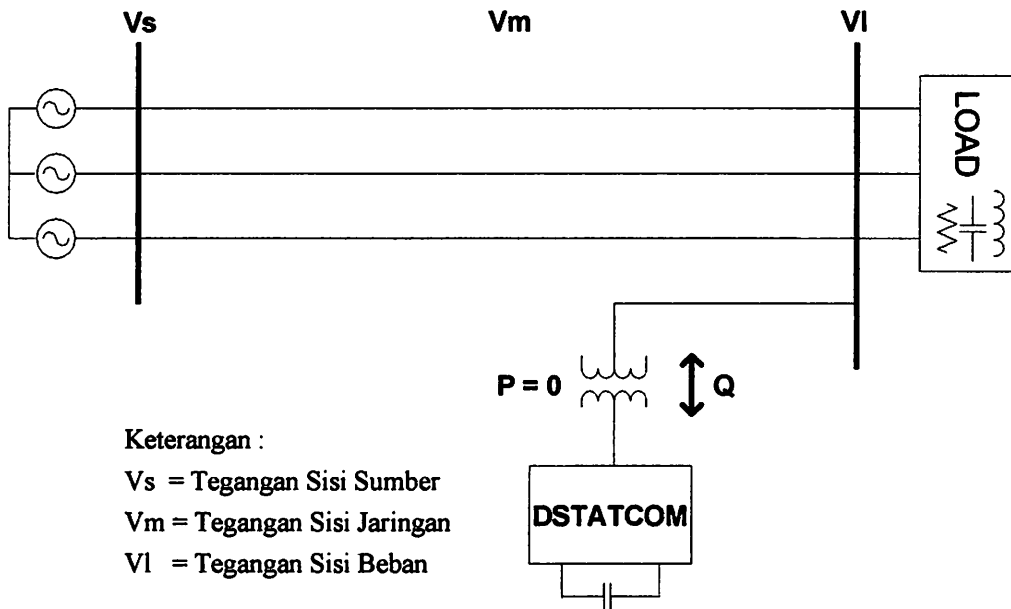 Vs
Vm
Vl
LOAD
P = 0
Q
DSTATCOM
Keterangan :
Vs = Tegangan Sisi Sumber
Vm = Tegangan Sisi Jaringan
Vl = Tegangan Sisi Beban